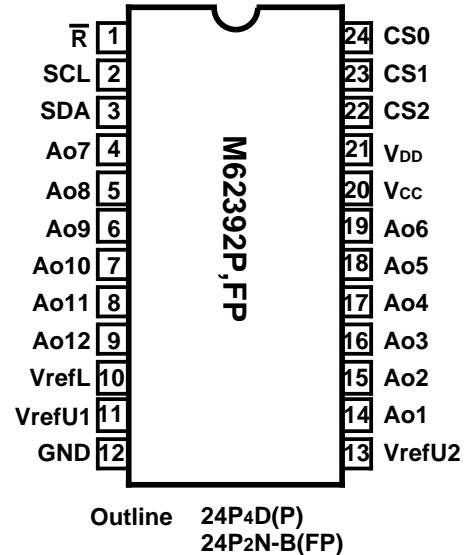 R̅ 1 24 CS0
SCL 2 23 CS1
SDA 3 22 CS2
Ao7 4 21 VDD
Ao8 5 20 Vcc
Ao9 6 19 Ao6
Ao10 7 18 Ao5
Ao11 8 17 Ao4
Ao12 9 16 Ao3
VrefL 10 15 Ao2
VrefU1 11 14 Ao1
GND 12 13 VrefU2
M62392P,FP
Outline 24P4D(P)
24P2N-B(FP)